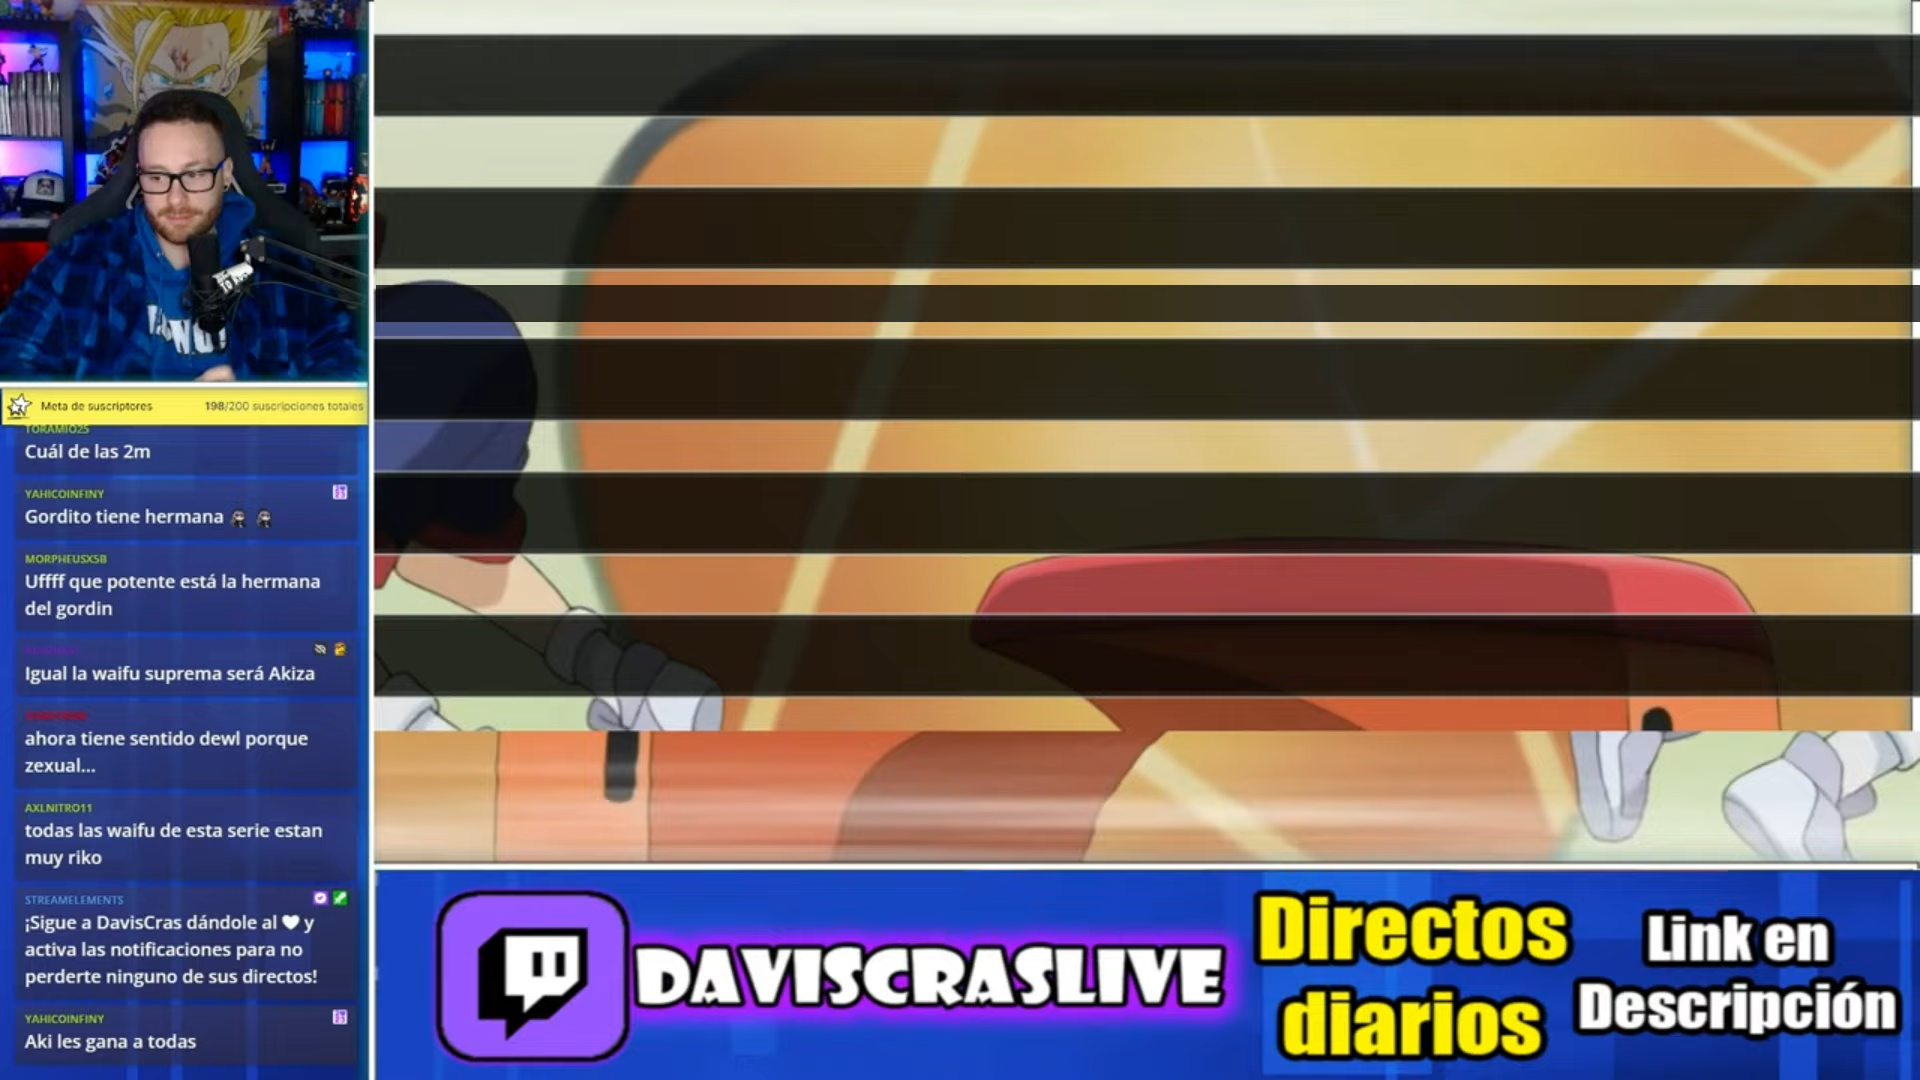 Meta de suscriptores 198/200 suscripciones totales
TORAMIO25
Cuál de las 2m
YAHICOINFINY
Gordito tiene hermana
MORPHEUSX5B
Uffff que potente está la hermana
del gordin
Igual la waifu suprema será Akiza
ahora tiene sentido dewl porque
zexual...
AXLNITRO11
todas las waifu de esta serie estan
muy riko
STREAMELEMENTS
¡Sigue a DavisCras dándole al 🤍 y
activa las notificaciones para no
perderte ninguno de sus directos!
YAHICOINFINY
Aki les gana a todas
DAVISCRASLIVE
Directos
diarios
Link en
Descripción